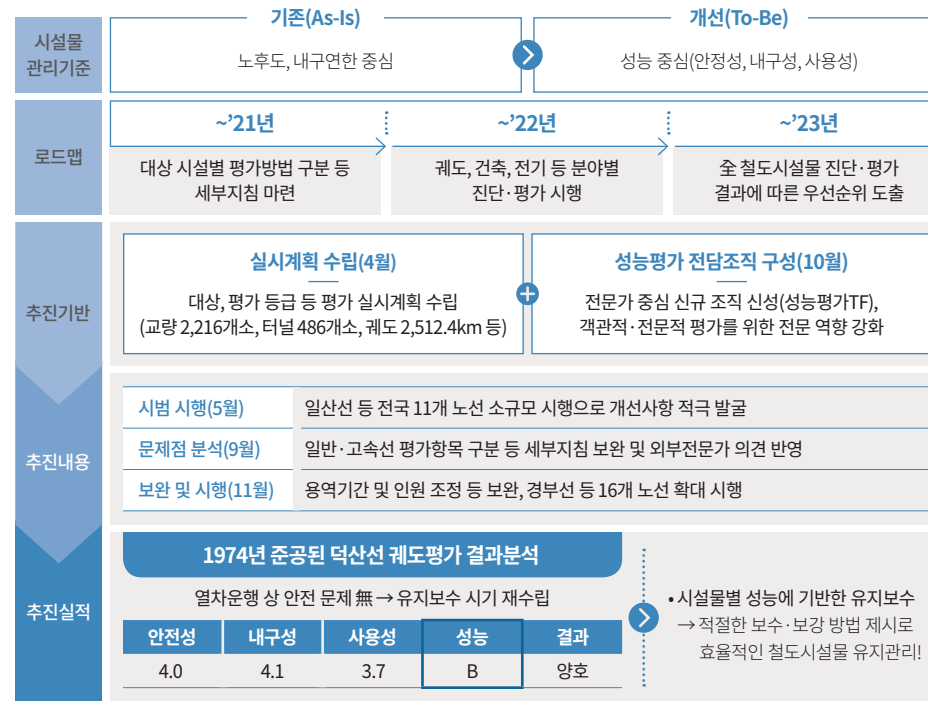 시설물
관리기준
기존(As-Is)
노후도, 내구연한 중심
개선(To-Be)
성능 중심(안정성, 내구성, 사용성)
로드맵
~’21년
대상 시설별 평가방법 구분 등
세부지침 마련
~’22년
궤도, 건축, 전기 등 분야별
진단·평가 시행
~’23년
全 철도시설물 진단·평가
결과에 따른 우선순위 도출
추진기반
실시계획 수립(4월)
대상, 평가 등급 등 평가 실시계획 수립
(교량 2,216개소, 터널 486개소, 궤도 2,512.4km 등)
성능평가 전담조직 구성(10월)
전문가 중심 신규 조직 신성(성능평가TF),
객관적·전문적 평가를 위한 전문 역향 강화
추진내용
시범 시행(5월) 일산선 등 전국 11개 노선 소규모 시행으로 개선사항 적극 발굴
문제점 분석(9월) 일반·고속선 평가항목 구분 등 세부지침 보완 및 외부전문가 의견 반영
보완 및 시행(11월) 용역기간 및 인원 조정 등 보완, 경부선 등 16개 노선 확대 시행
추진실적
1974년 준공된 덕산선 궤도평가 결과분석
열차운행 상 안전 문제 無→유지보수 시기 재수립
안전성 내구성 사용성 성능 결과
4.0 4.1 3.7 B 양호
• 시설물별 성능에 기반한 유지보수
→ 적절한 보수·보강 방법 제시로
효율적인 철도시설물 유지관리!